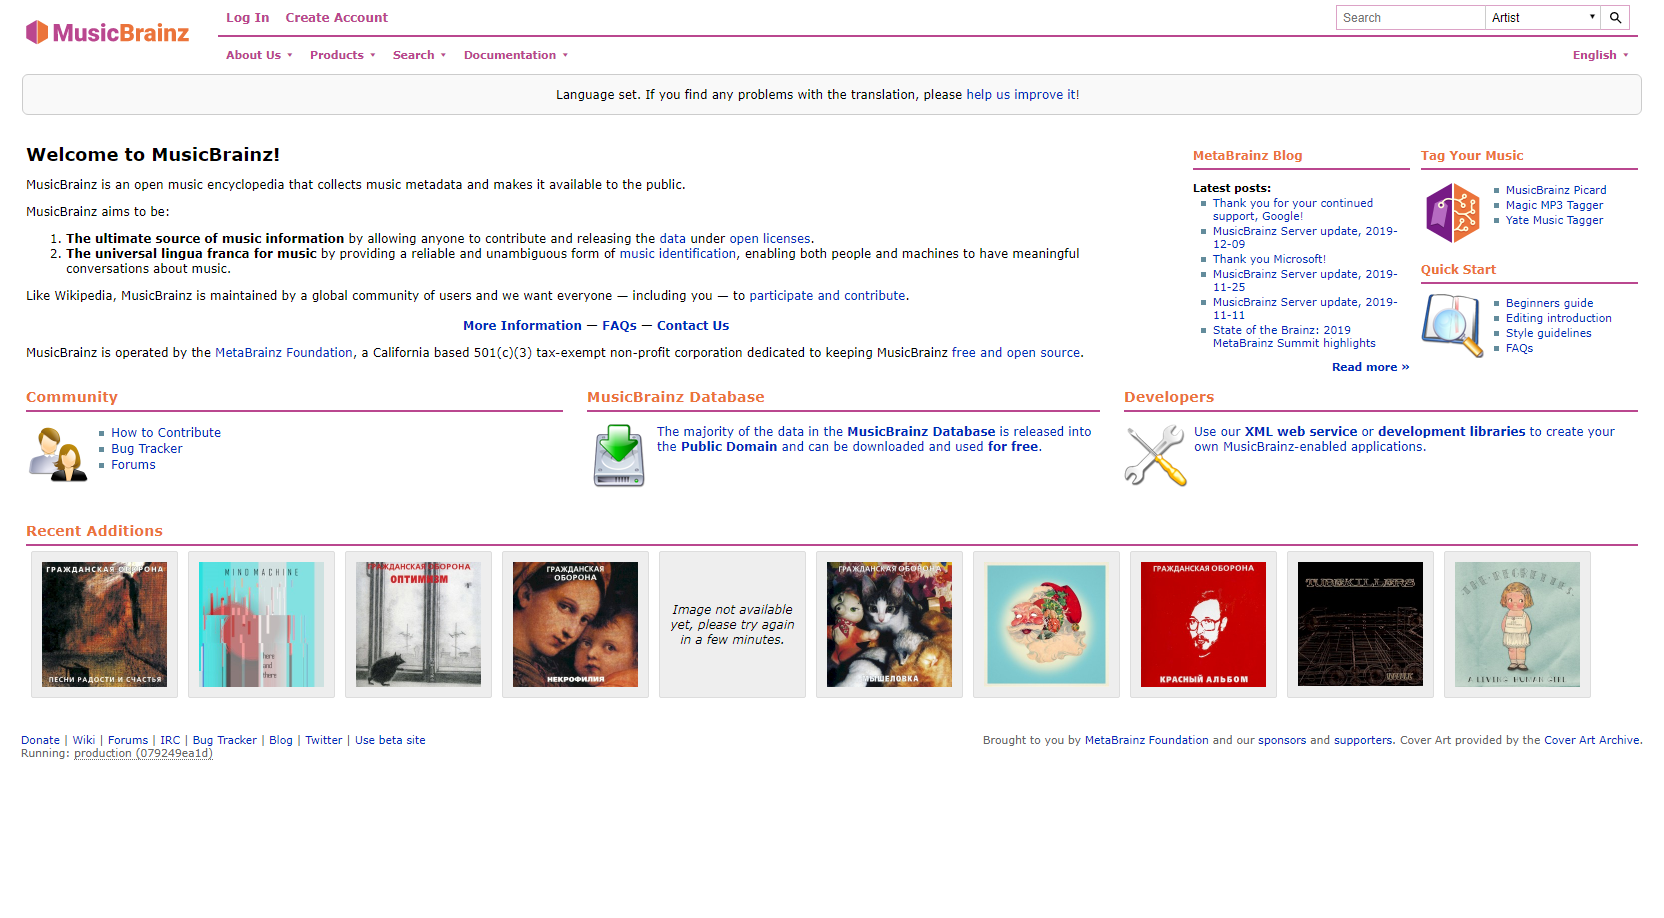 MusicBrainz
Log In Create Account
Search Artist
About Us Products Search Documentation English
Language set. If you find any problems with the translation, please help us improve it!
Welcome to MusicBrainz!
MusicBrainz is an open music encyclopedia that collects music metadata and makes it available to the public.
MusicBrainz aims to be:
1. The ultimate source of music information by allowing anyone to contribute and releasing the data under open licenses.
2. The universal lingua franca for music by providing a reliable and unambiguous form of music identification, enabling both people and machines to have meaningful
conversations about music.
Like Wikipedia, MusicBrainz is maintained by a global community of users and we want everyone — including you — to participate and contribute.
More Information — FAQs — Contact Us
MusicBrainz is operated by the MetaBrainz Foundation, a California based 501(c)(3) tax-exempt non-profit corporation dedicated to keeping MusicBrainz free and open source.
MetaBrainz Blog
Latest posts:
Thank you for your continued
support, Google!
MusicBrainz Server update, 2019-
12-09
Thank you Microsoft!
MusicBrainz Server update, 2019-
11-25
MusicBrainz Server update, 2019-
11-11
State of the Brainz: 2019
MetaBrainz Summit highlights
Read more »
Tag Your Music
MusicBrainz Picard
Magic MP3 Tagger
Yate Music Tagger
Quick Start
Beginners guide
Editing introduction
Style guidelines
FAQs
Community
How to Contribute
Bug Tracker
Forums
MusicBrainz Database
The majority of the data in the MusicBrainz Database is released into
the Public Domain and can be downloaded and used for free.
Developers
Use our XML web service or development libraries to create your
own MusicBrainz-enabled applications.
Recent Additions
ГРАЖДАНСКАЯ ОБОРОНА
ПЕСНИ РАДОСТИ И СЧАСТЬЯ
MIND MACHINE
here
and
there
ГРАЖДАНСКАЯ ОБОРОНА
ОПТИМИЗМ
ГРАЖДАНСКАЯ
ОБОРОНА
НЕКРОФИЛИЯ
Image not available
yet, please try again
in a few minutes.
ГРАЖДАНСКАЯ ОБОРОНА
МЫШЕЛОВКА
ГРАЖДАНСКАЯ ОБОРОНА
КРАСНЫЙ АЛЬБОМ
TUBEKILLERS
A LIVING HUMAN GIRL
Donate | Wiki | Forums | IRC | Bug Tracker | Blog | Twitter | Use beta site
Running: production (079249ea1d)
Brought to you by MetaBrainz Foundation and our sponsors and supporters. Cover Art provided by the Cover Art Archive.